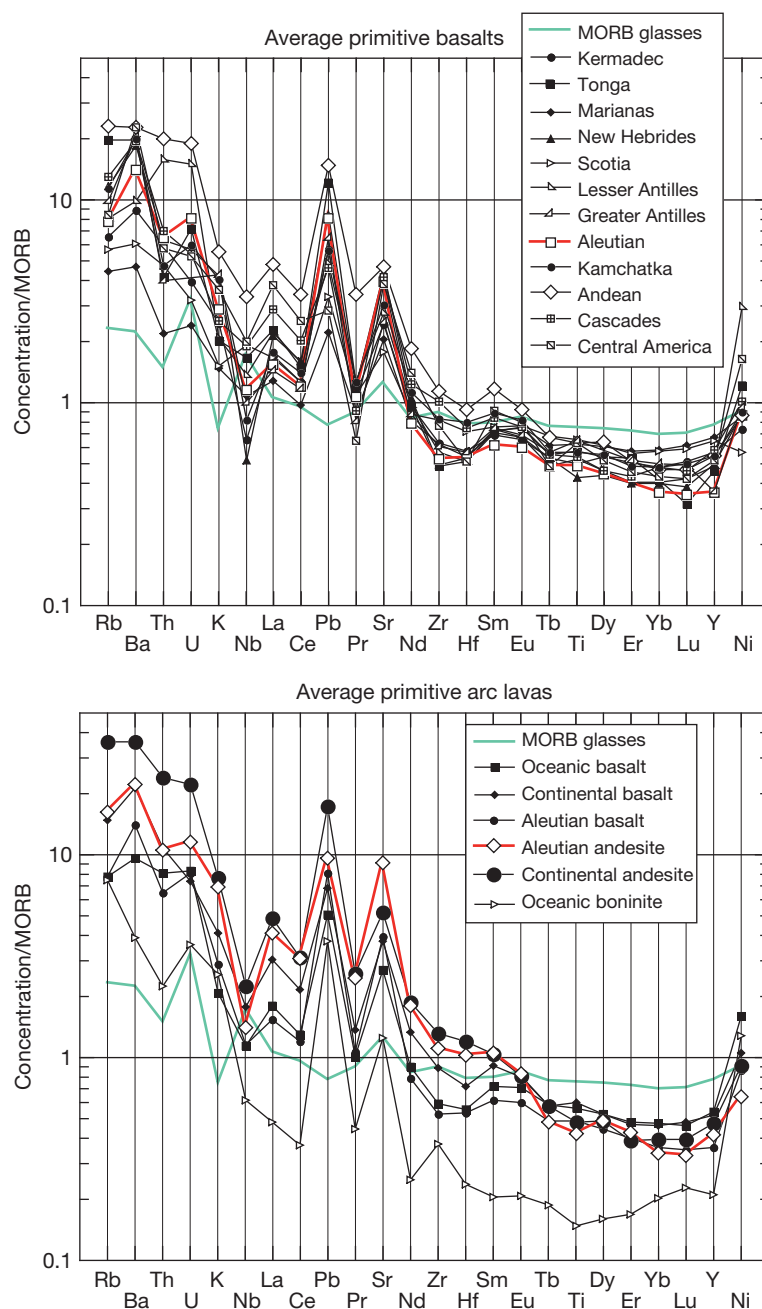 Average primitive basalts
MORB glasses
Kermadec
Tonga
Marianas
New Hebrides
Scotia
Lesser Antilles
Greater Antilles
Aleutian
Kamchatka
Andean
Cascades
Central America
Concentration/MORB
10
1
0.1
Rb Th K La Pb Sr Zr Sm Tb Dy Yb Y
Ba U Nb Ce Pr Nd Hf Eu Ti Er Lu Ni
Average primitive arc lavas
MORB glasses
Oceanic basalt
Continental basalt
Aleutian basalt
Aleutian andesite
Continental andesite
Oceanic boninite
Concentration/MORB
10
1
0.1
Rb Th K La Pb Sr Zr Sm Tb Dy Yb Y
Ba U Nb Ce Pr Nd Hf Eu Ti Er Lu Ni